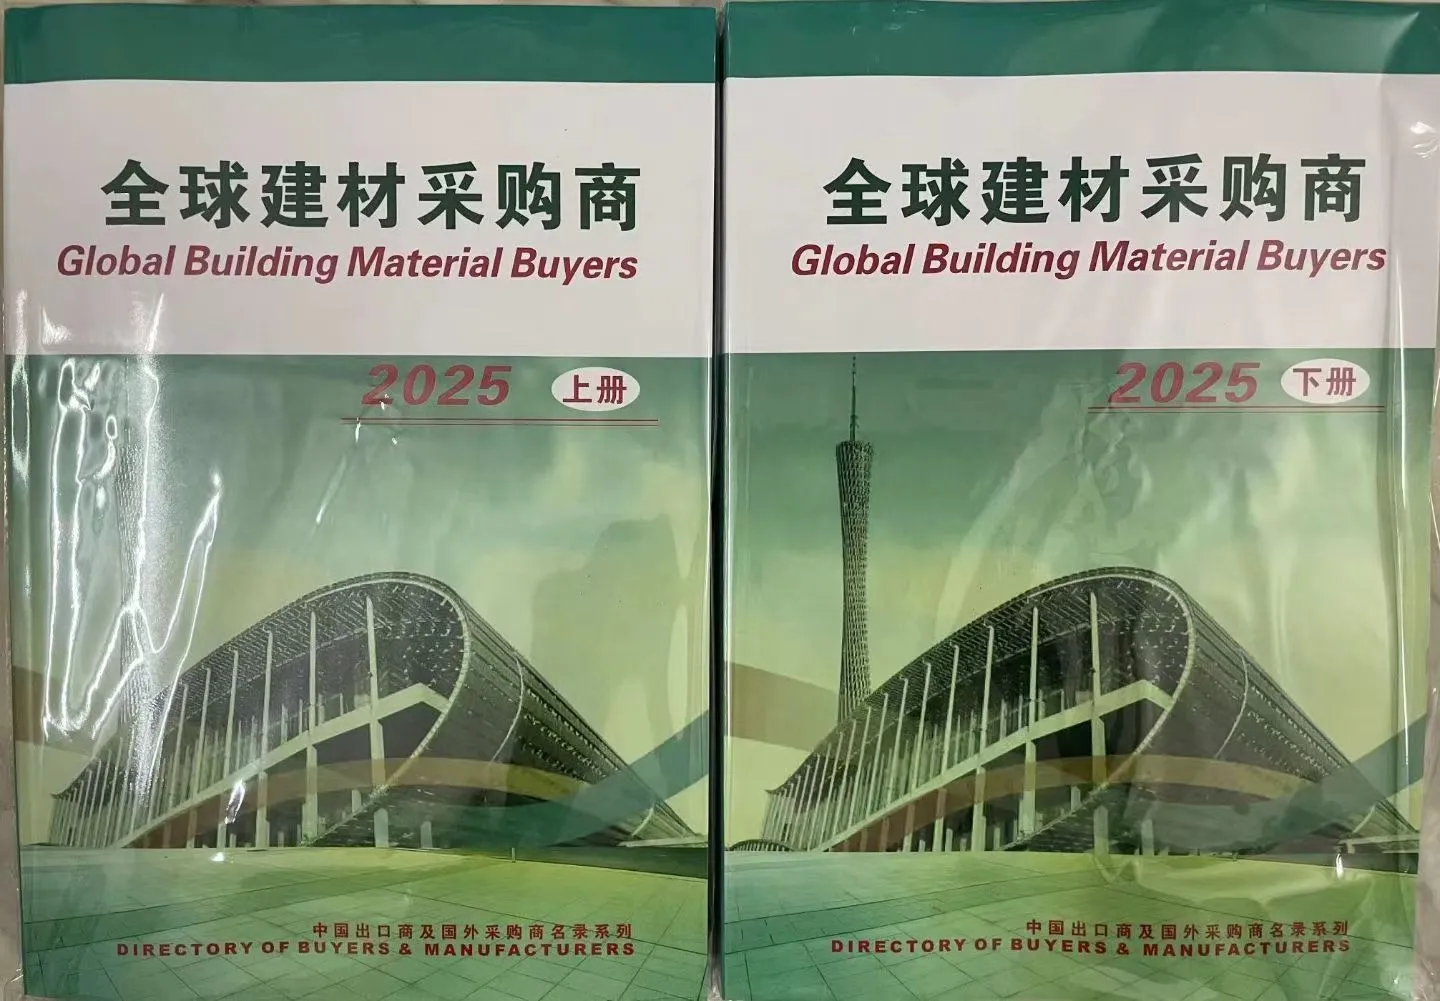 全球建材采购商
Global Building Material Buyers
2025 上册
中国出口商及国外采购商名录系列
DIRECTORY OF BUYERS & MANUFACTURERS
全球建材采购商
Global Building Material Buyers
2025 下册
中国出口商及国外采购商名录系列
DIRECTORY OF BUYERS & MANUFACTURERS